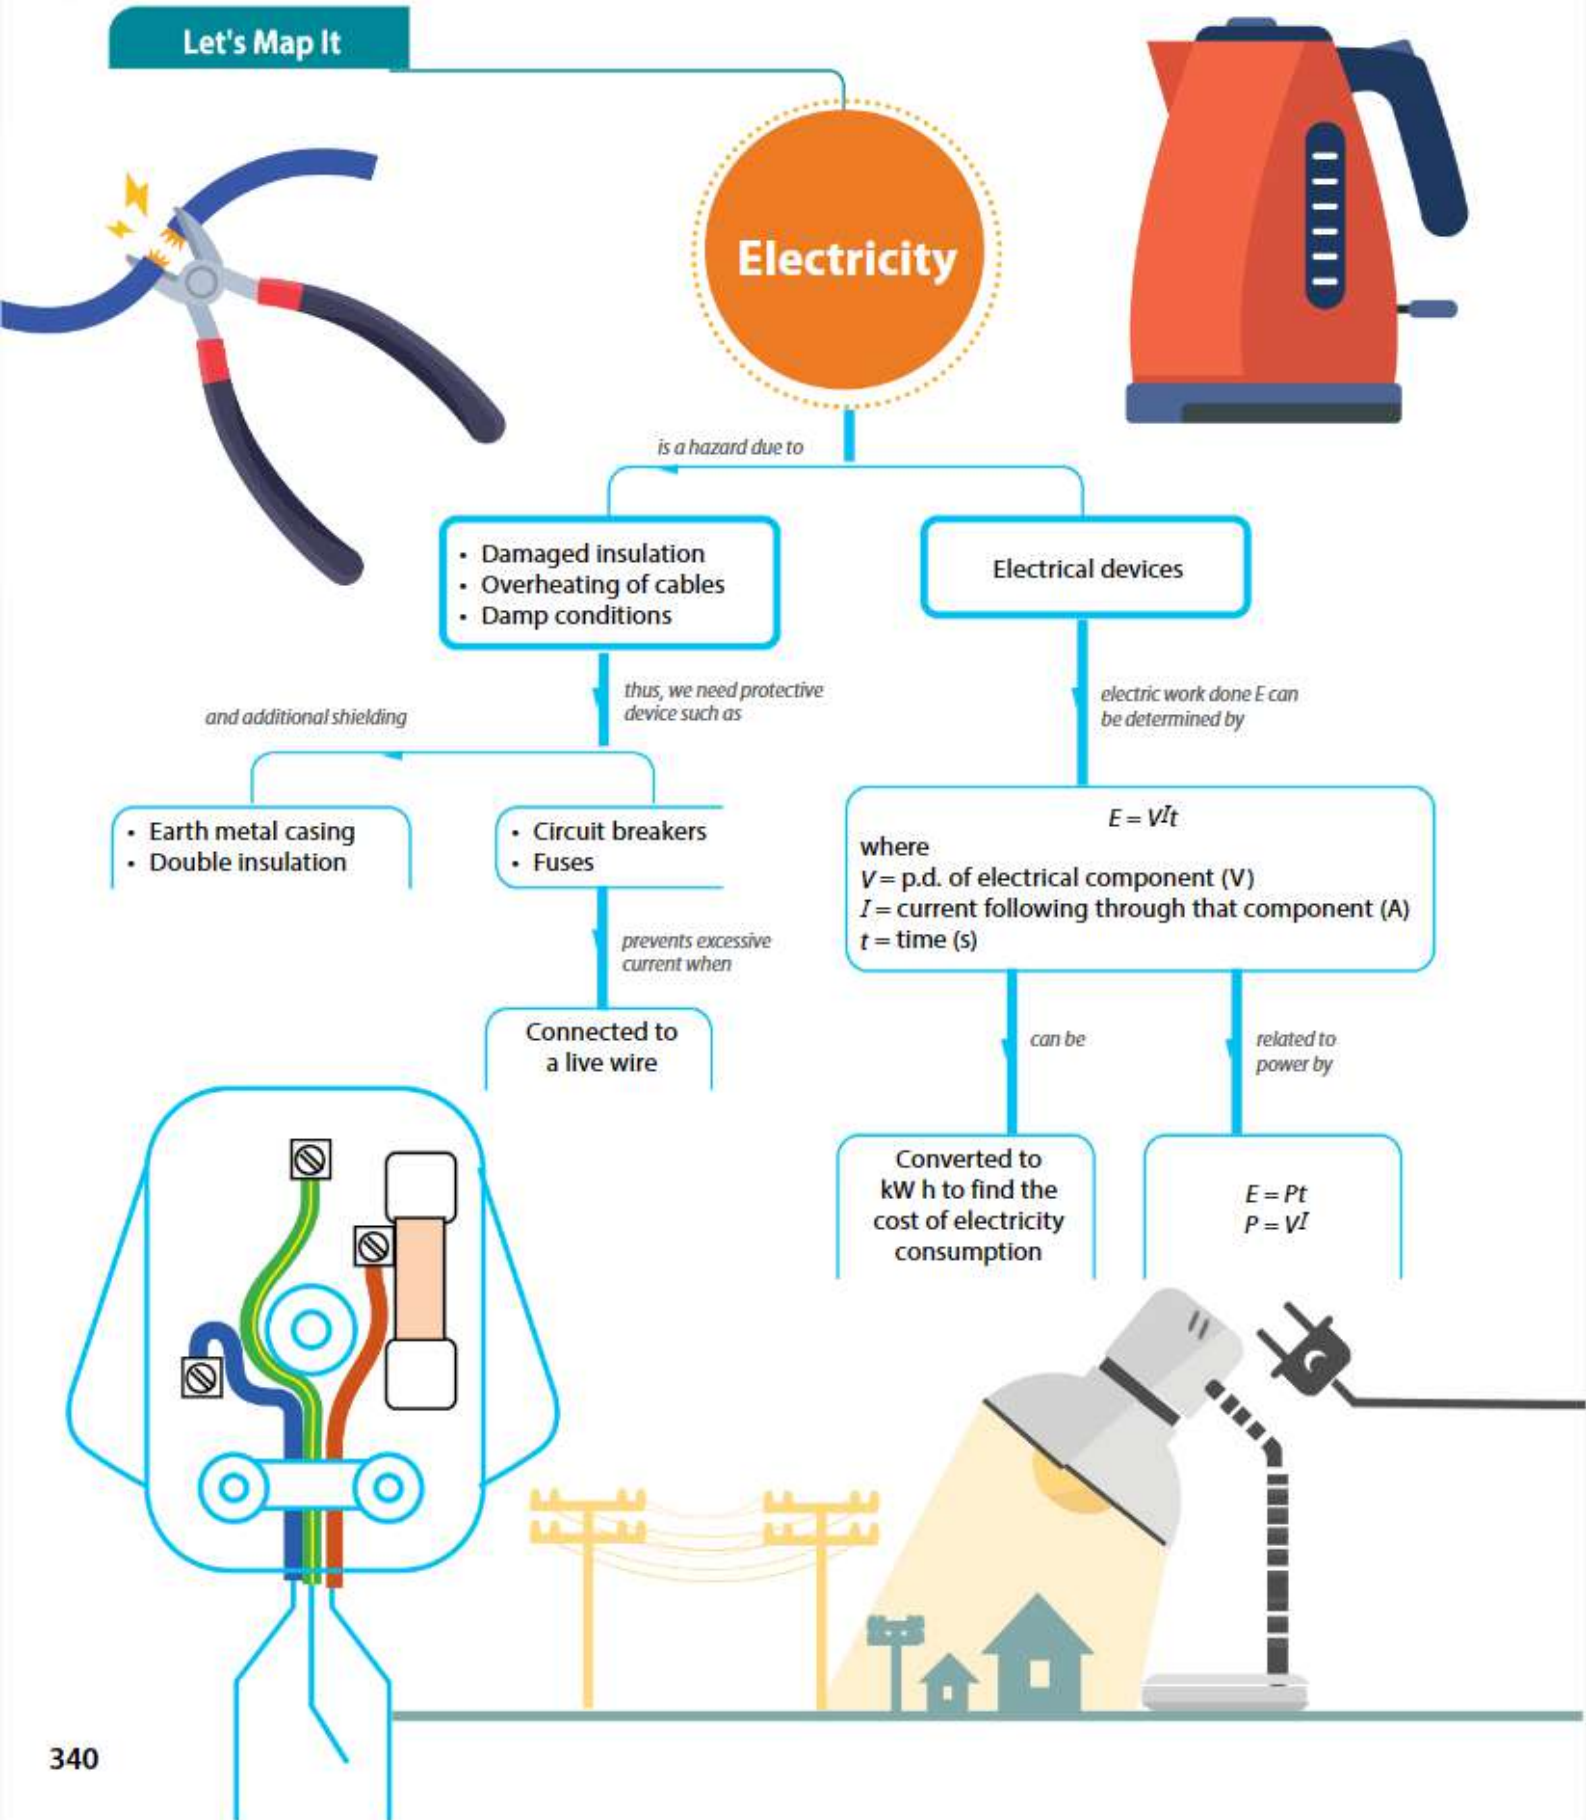 Let's Map It
Electricity
is a hazard due to
• Damaged insulation
• Overheating of cables
• Damp conditions
Electrical devices
thus, we need protective
device such as
and additional shielding
electric work done E can
be determined by
• Earth metal casing
• Double insulation
• Circuit breakers
• Fuses
E = VIt
where
V = p.d. of electrical component (V)
I = current following through that component (A)
t = time (s)
prevents excessive
current when
Connected to
a live wire
can be
related to
power by
Converted to
kW h to find the
cost of electricity
consumption
E = Pt
P = VI
340